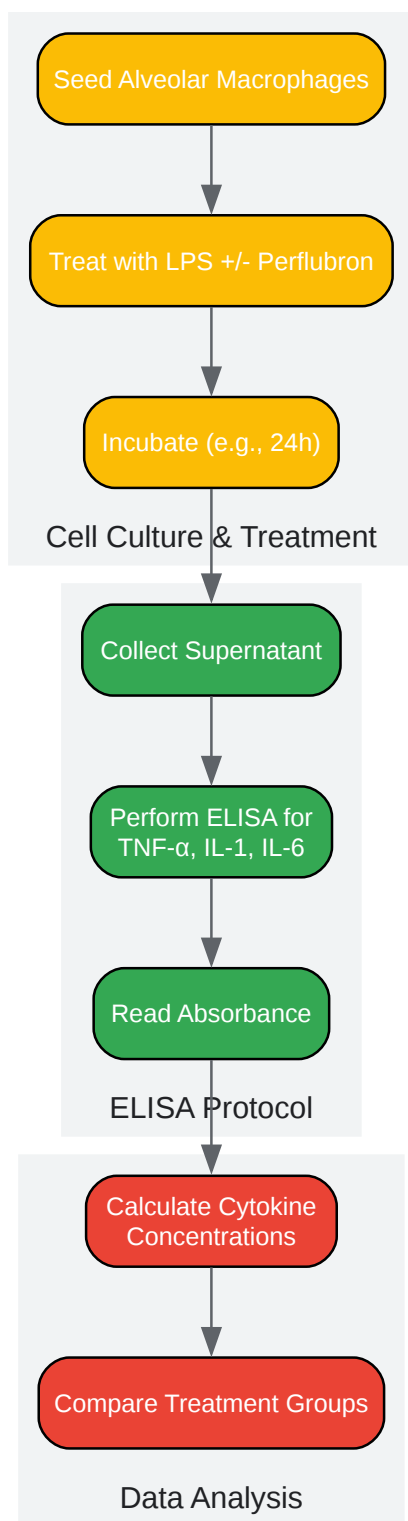 Seed Alveolar Macrophages
Treat with LPS +/- Perflubron
Incubate (e.g., 24h)
Cell Culture & Treatment
Collect Supernatant
Perform ELISA for
TNF-α, IL-1, IL-6
Read Absorbance
ELISA Protocol
Calculate Cytokine
Concentrations
Compare Treatment Groups
Data Analysis